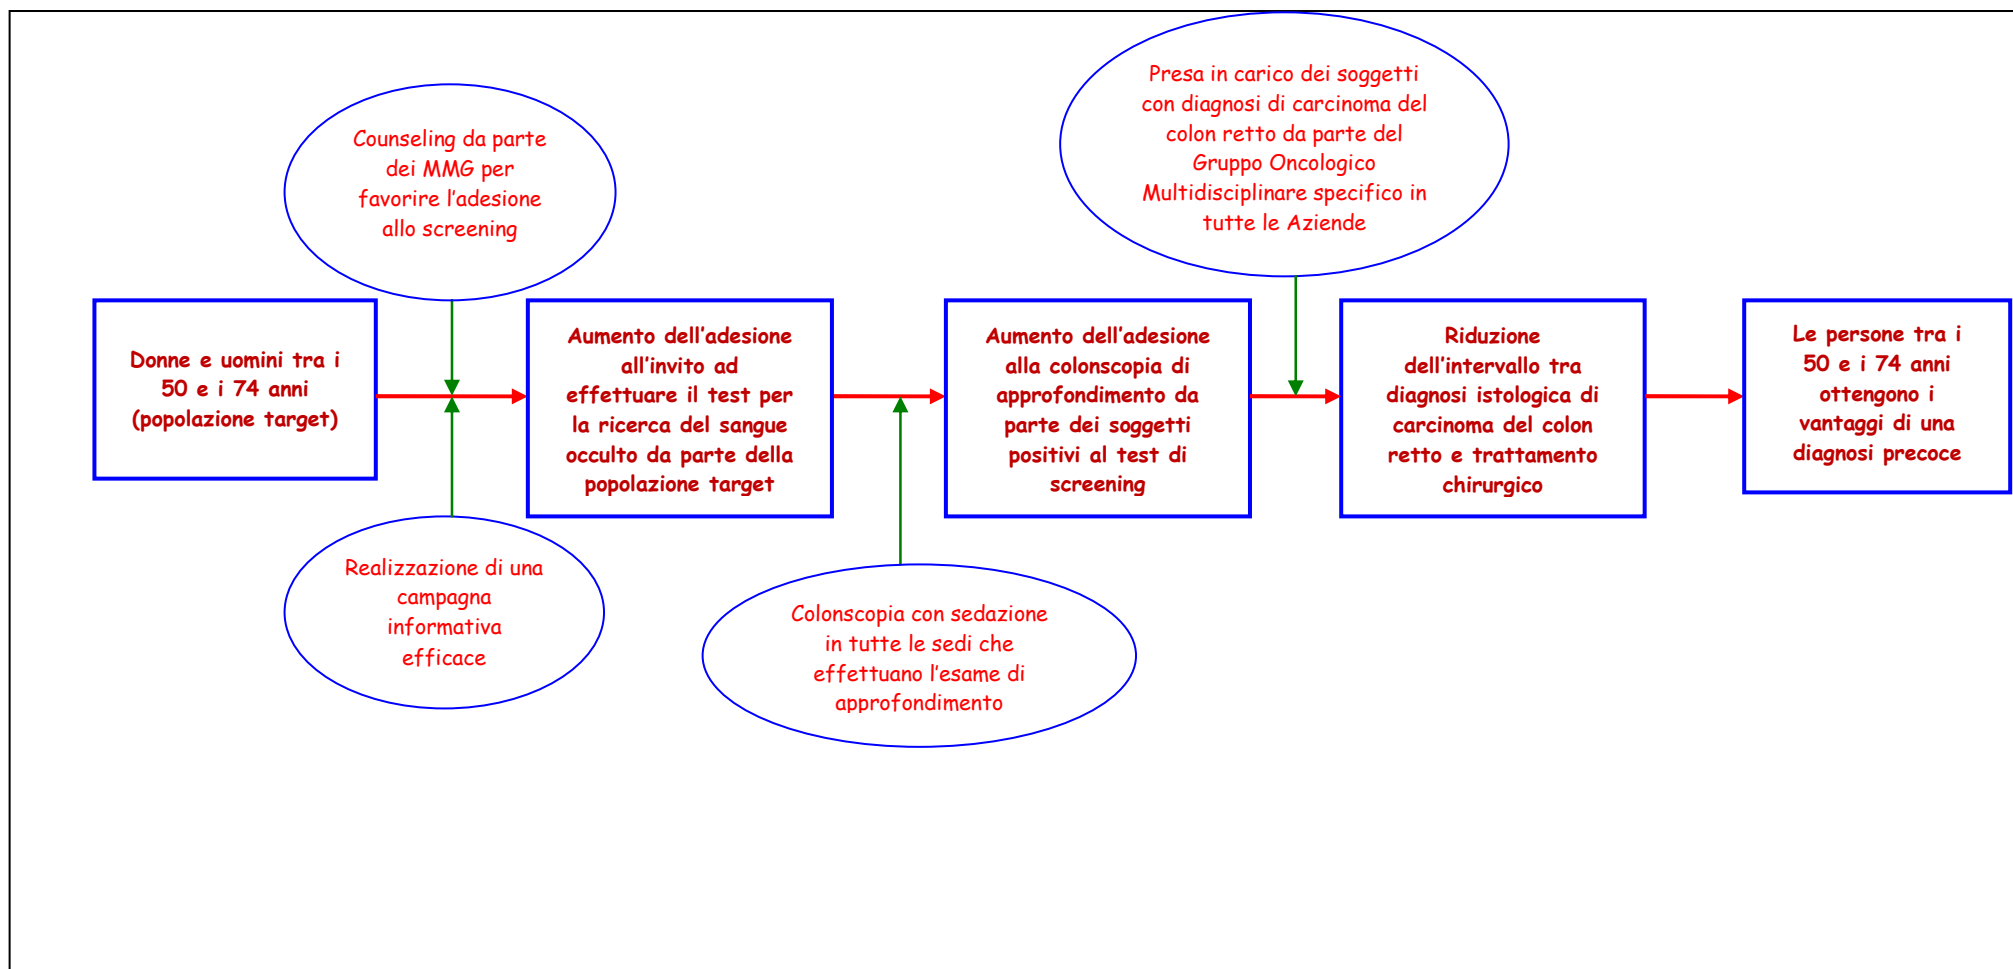 Presa in carico dei soggetti
con diagnosi di carcinoma del
colon retto da parte del
Gruppo Oncologico
Multidisciplinare specifico in
tutte le Aziende
Counseling da parte
dei MMG per
favorire l'adesione
allo screening
Donne e uomini tra i
50 e i 74 anni
(popolazione target)
Aumento dell'adesione
all'invito ad
effettuare il test per
la ricerca del sangue
occulto da parte della
popolazione target
Aumento dell'adesione
alla colonscopia di
approfondimento da
parte dei soggetti
positivi al test di
screening
Riduzione
dell'intervallo tra
diagnosi istologica di
carcinoma del colon
retto e trattamento
chirurgico
Le persone tra i
50 e i 74 anni
ottengono i
vantaggi di una
diagnosi precoce
Realizzazione di una
campagna
informativa
efficace
Colonscopia con sedazione
in tutte le sedi che
effettuano l'esame di
approfondimento